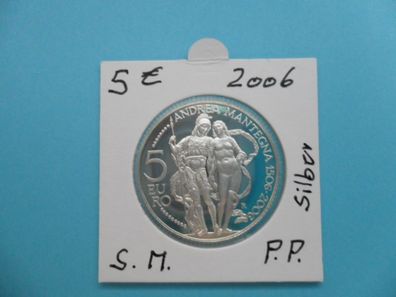 5 € 2006
ANDREA MANTEGNA 1506·2006
5
EURO
Silber
S.M. P.P.